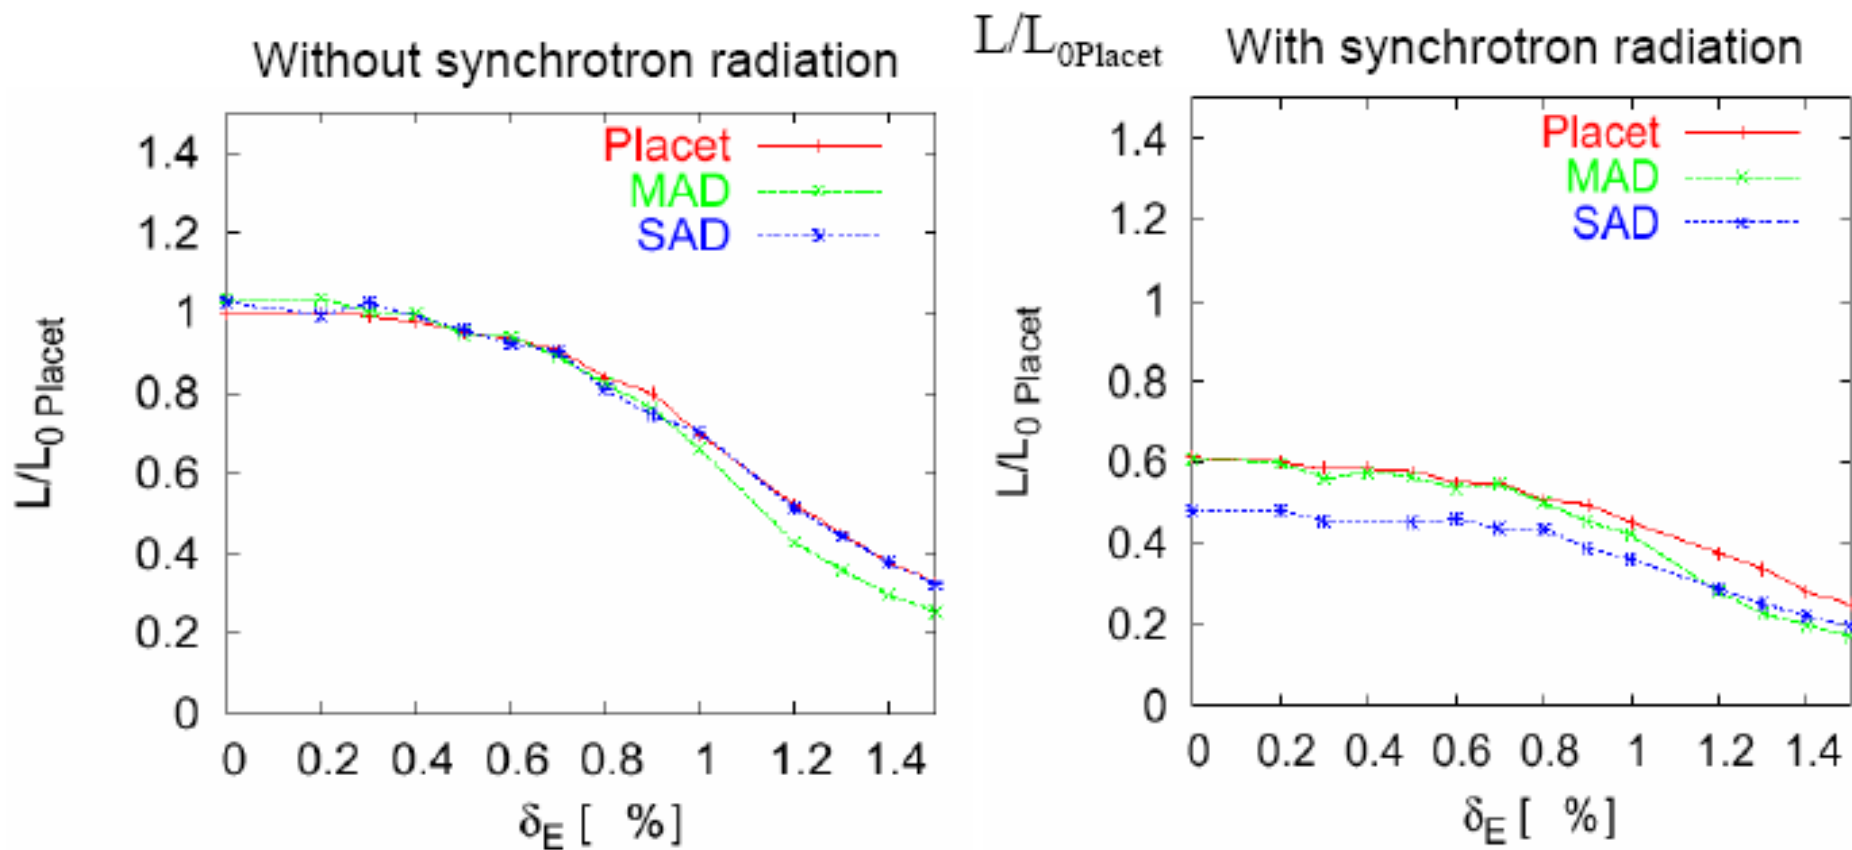 Without synchrotron radiation
L/L0Placet
With synchrotron radiation
Placet
MAD
SAD
1.4
1.2
1
0.8
0.6
0.4
0.2
0
L/L0 Placet
0 0.2 0.4 0.6 0.8 1 1.2 1.4
δE [ %]
Placet
MAD
SAD
1.4
1.2
1
0.8
0.6
0.4
0.2
0
L/L0 Placet
0 0.2 0.4 0.6 0.8 1 1.2 1.4
δE [ %]